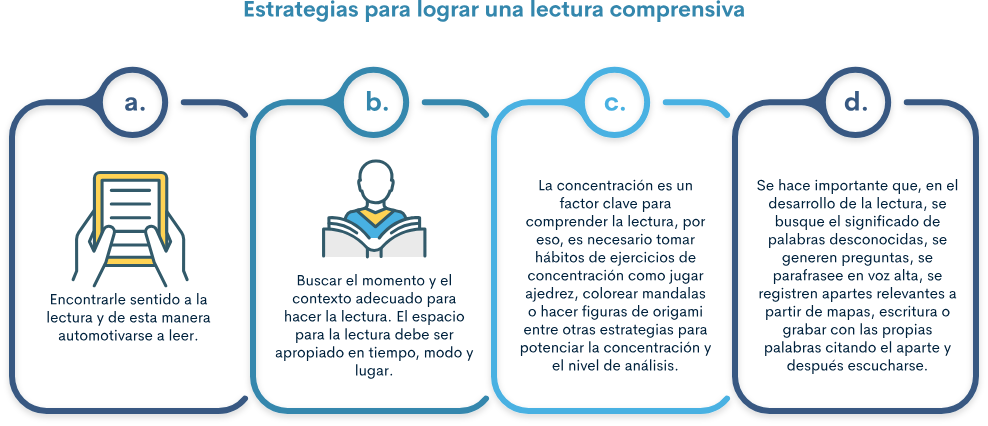 Estrategias para lograr una lectura comprensiva
a.
Encontrarle sentido a la
lectura y de esta manera
automotivarse a leer.
b.
Buscar el momento y el
contexto adecuado para
hacer la lectura. El espacio
para la lectura debe ser
apropiado en tiempo, modo y
lugar.
c.
La concentración es un
factor clave para
comprender la lectura, por
eso, es necesario tomar
hábitos de ejercicios de
concentración como jugar
ajedrez, colorear mandalas
o hacer figuras de origami
entre otras estrategias para
potenciar la concentración y
el nivel de análisis.
d.
Se hace importante que, en el
desarrollo de la lectura, se
busque el significado de
palabras desconocidas, se
generen preguntas, se
parafrasee en voz alta, se
registren apartes relevantes a
partir de mapas, escritura o
grabar con las propias
palabras citando el aparte y
después escucharse.